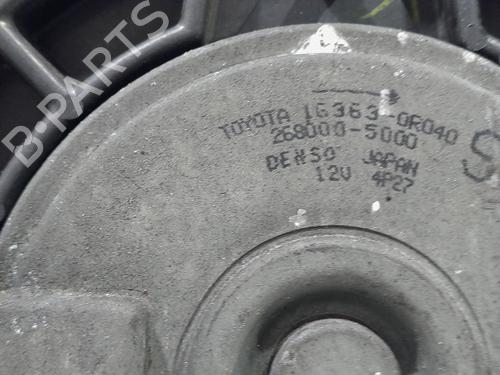 TOYOTA 16363-0R040
268000-5000
DENSO JAPAN
12V 4P27
S
B-PARTS